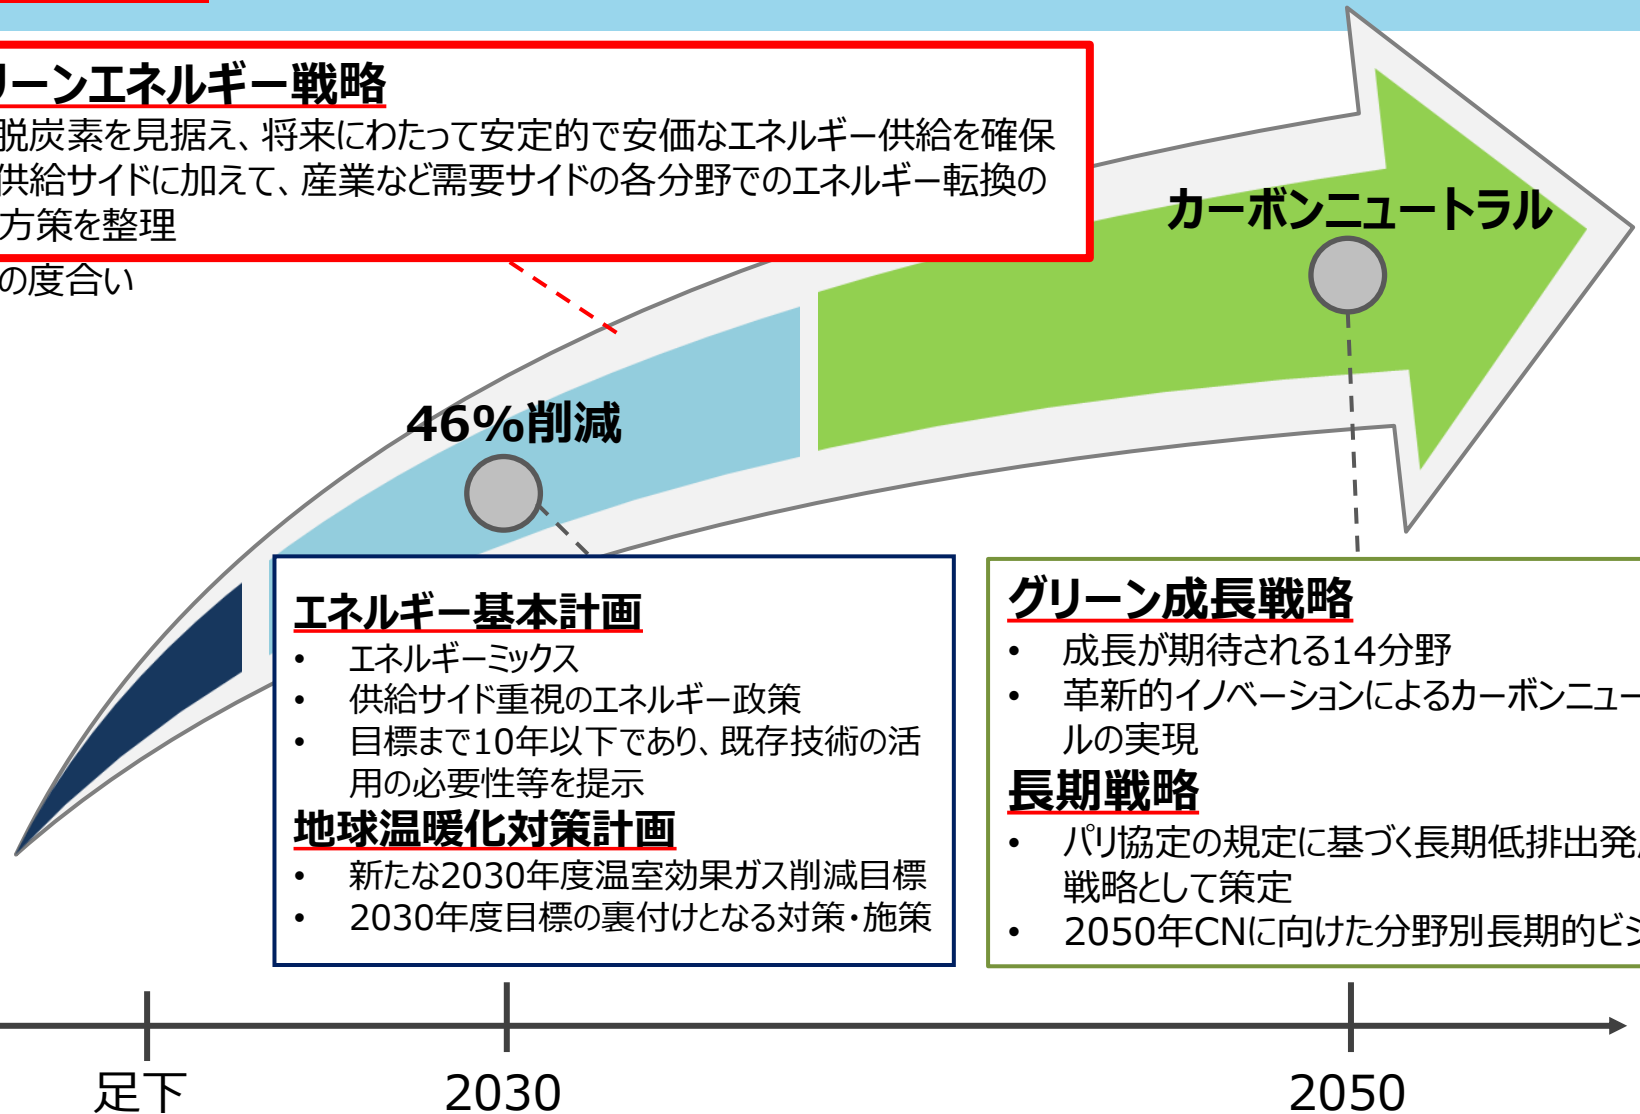 リーンエネルギー戦略
脱炭素を見据え、将来にわたって安定的で安価なエネルギー供給を確保
供給サイドに加えて、産業など需要サイドの各分野でのエネルギー転換の
方策を整理
の度合い
カーボンニュートラル
46%削減
エネルギー基本計画
• エネルギーミックス
• 供給サイド重視のエネルギー政策
• 目標まで10年以下であり、既存技術の活
用の必要性等を提示
地球温暖化対策計画
• 新たな2030年度温室効果ガス削減目標
• 2030年度目標の裏付けとなる対策・施策
グリーン成長戦略
• 成長が期待される14分野
• 革新的イノベーションによるカーボンニュー
ルの実現
長期戦略
• パリ協定の規定に基づく長期低排出発
戦略として策定
• 2050年CNに向けた分野別長期的ビジ
足下
2030
2050